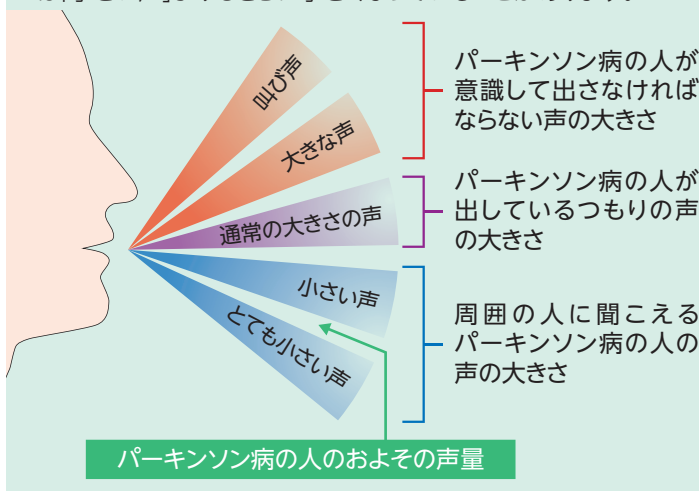 叫び声
大きな声
通常の大きさの声
小さい声
とても小さい声
パーキンソン病の人が
意識して出さなければ
ならない声の大きさ
パーキンソン病の人が
出しているつもりの声
の大きさ
周囲の人に聞こえる
パーキンソン病の人の
声の大きさ
パーキンソン病の人のおよその声量